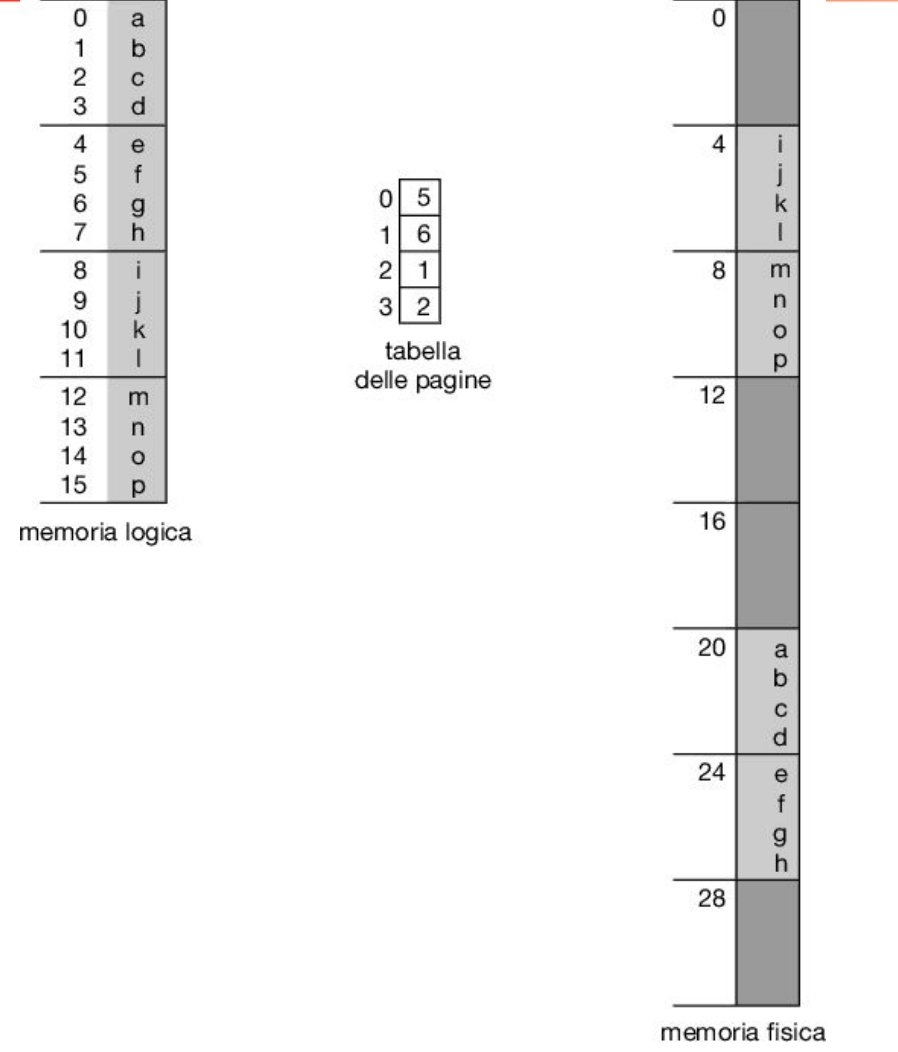 0 a
1 b
2 c
3 d
4 e
5 f
6 g
7 h
8 i
9 j
10 k
11 l
12 m
13 n
14 o
15 p
memoria logica
0 5
1 6
2 1
3 2
tabella
delle pagine
0
4 i
j
k
l
8 m
n
o
p
12
16
20 a
b
c
d
24 e
f
g
h
28
memoria fisica